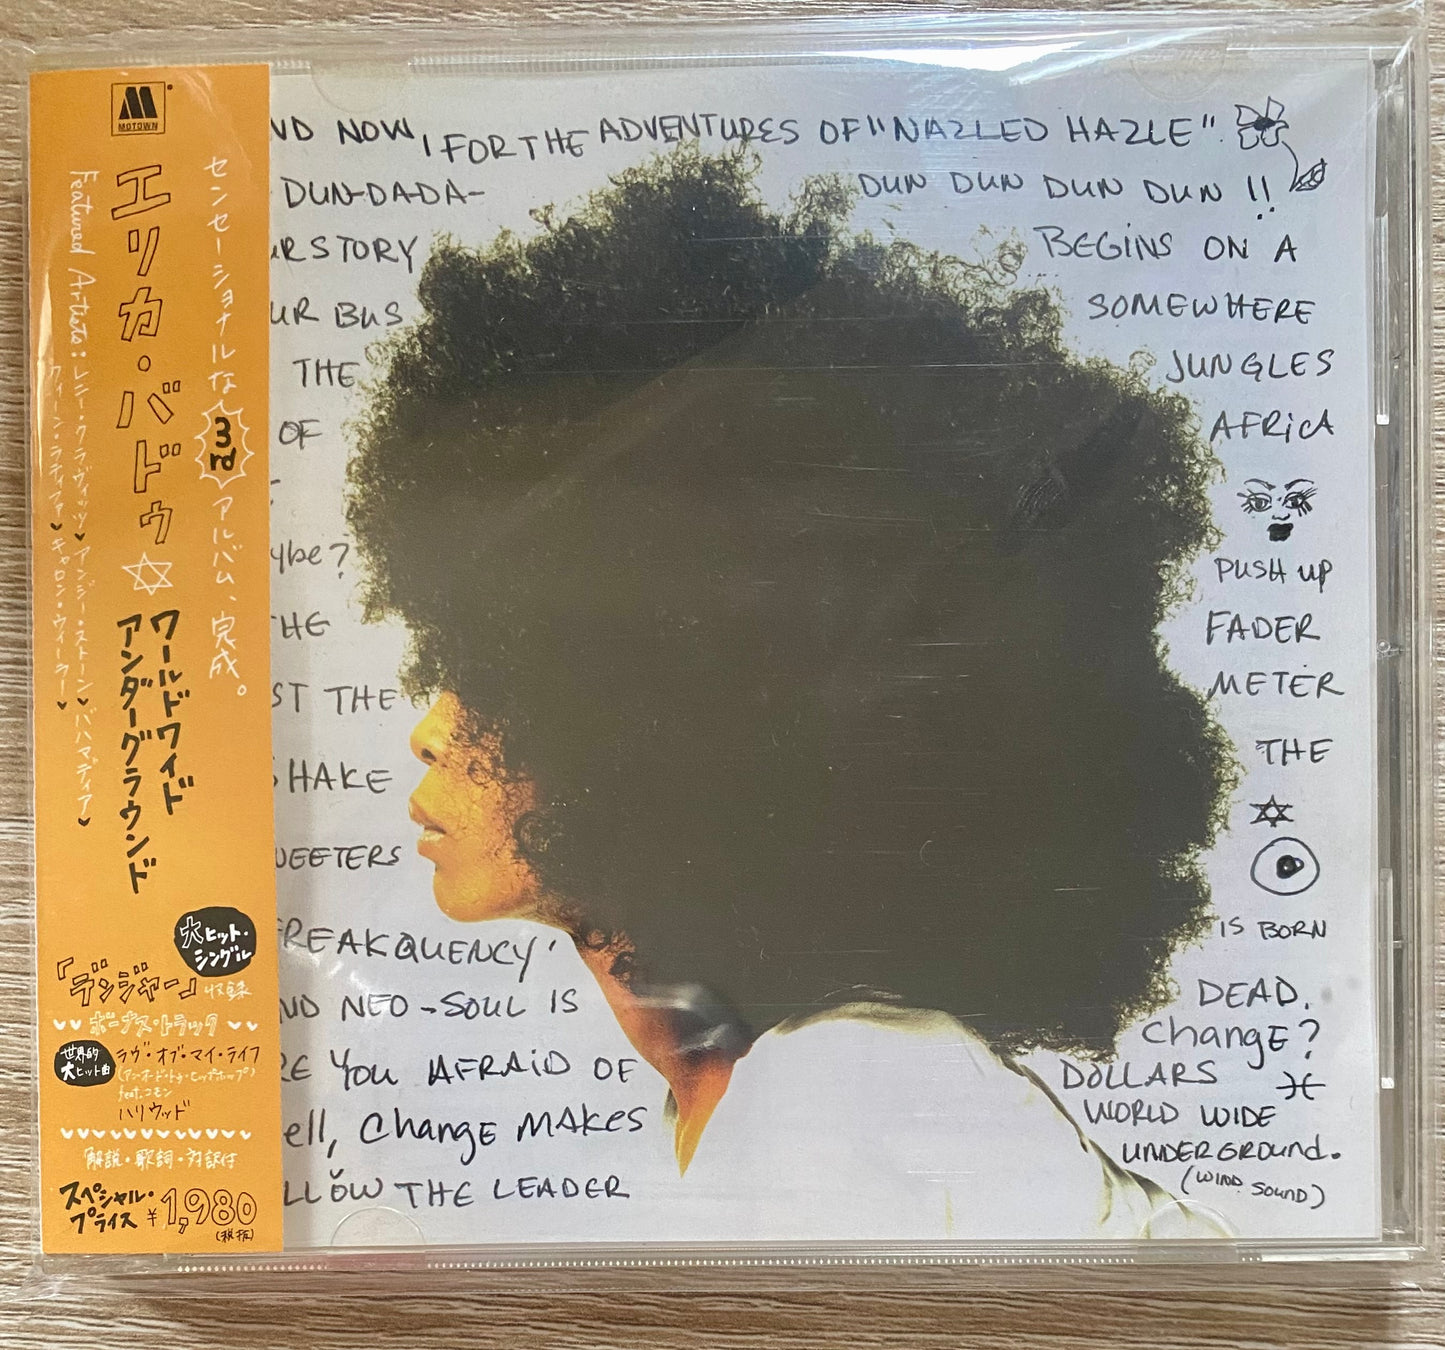 MOTOWN
センセーショナルな
3rd
アルバム、完成。
エリカ・バドゥ
ワールドワイド
アンダーグラウンド
Featured Artists: レニー・クラヴィッツ アンジー・ストーン バハマディア
クィーン・ラティファ キャロン・ウィーラー
大ヒット・
シングル
『デンジャー』収録
ボーナス・トラック
世界的
大ヒット曲
ラヴ・オブ・マイ・ライフ
(アン・オード・トゥ・ヒップホップ)
feat.コモン
ハリウッド
解説・歌詞・対訳付
スペシャル・
プライス
¥1,980
(税抜)
ND NOW, FOR THE ADVENTURES OF "NAZLED HAZLE".
DUN-DA-DA- DUN DUN DUN DUN !!
URSTORY BEGINS ON A
UR BUS SOMEWHERE
THE JUNGLES
OF AFRICA
ybe? PUSH UP
HE FADER
ST THE METER
SHAKE THE
WEETERS
FREAKQUENCY, IS BORN
ND NEO-SOUL IS DEAD.
RE YOU AFRAID OF Change?
ell, Change MAKES DOLLARS
LLOW THE LEADER WORLD WIDE
UNDERGROUND.
(WIND SOUND)